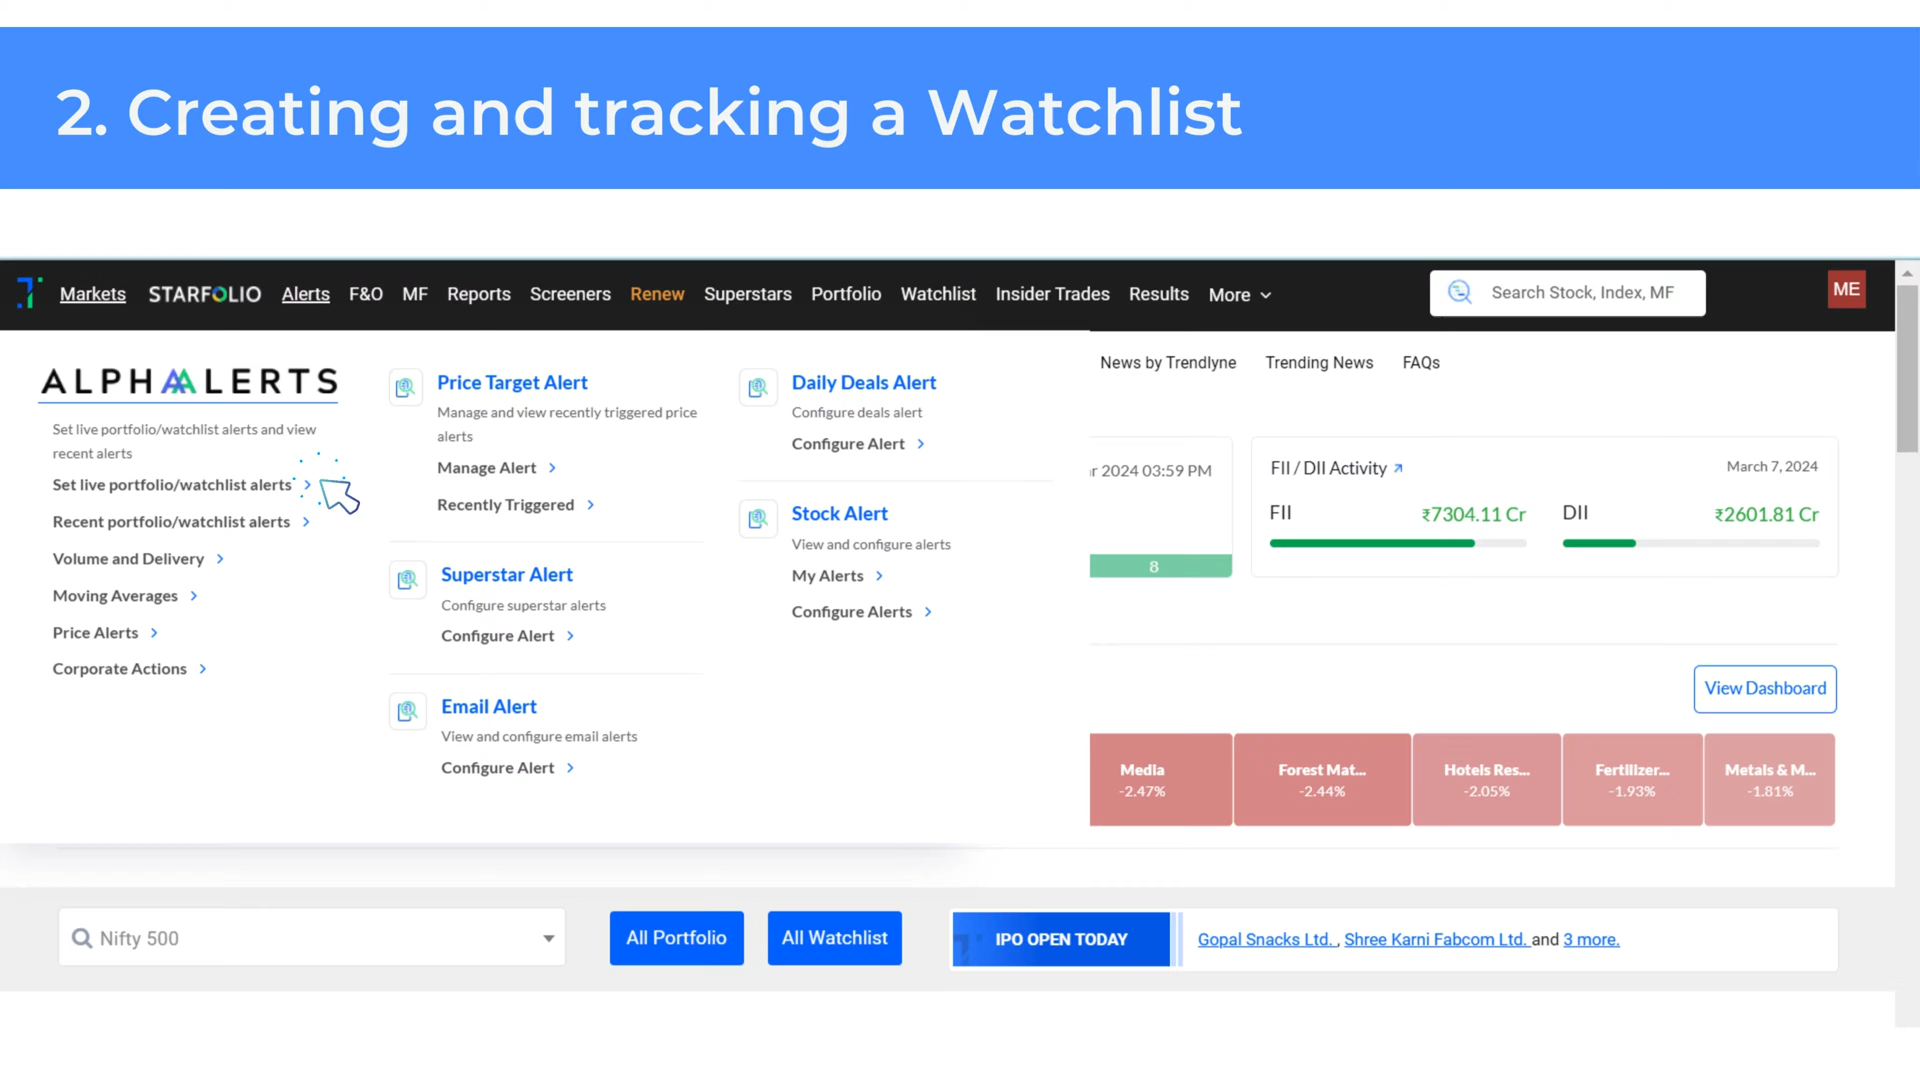 2. Creating and tracking a Watchlist
Markets STARFOLIO Alerts F&O MF Reports Screeners Renew Superstars Portfolio Watchlist Insider Trades Results More
Search Stock, Index, MF
ME
ALPHAALERTS
Set live portfolio/watchlist alerts and view
recent alerts
Set live portfolio/watchlist alerts
Recent portfolio/watchlist alerts
Volume and Delivery
Moving Averages
Price Alerts
Corporate Actions
Price Target Alert
Manage and view recently triggered price
alerts
Manage Alert
Recently Triggered
Superstar Alert
Configure superstar alerts
Configure Alert
Email Alert
View and configure email alerts
Configure Alert
Daily Deals Alert
Configure deals alert
Configure Alert
Stock Alert
View and configure alerts
My Alerts
Configure Alerts
News by Trendlyne Trending News FAQs
r 2024 03:59 PM
8
FII / DII Activity
March 7, 2024
FII ₹7304.11 Cr
DII ₹2601.81 Cr
View Dashboard
Media
-2.47%
Forest Mat...
-2.44%
Hotels Res...
-2.05%
Fertilizer...
-1.93%
Metals & M...
-1.81%
Nifty 500
All Portfolio
All Watchlist
IPO OPEN TODAY
Gopal Snacks Ltd. , Shree Karni Fabcom Ltd. and 3 more.